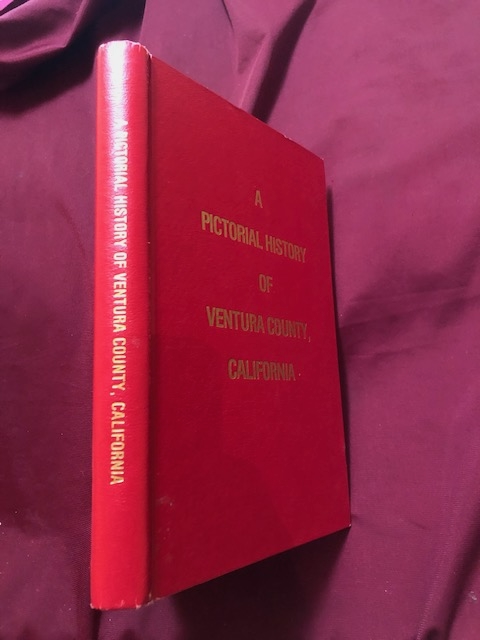 A PICTORIAL HISTORY OF VENTURA COUNTY, CALIFORNIA
A
PICTORIAL HISTORY
OF
VENTURA COUNTY,
CALIFORNIA